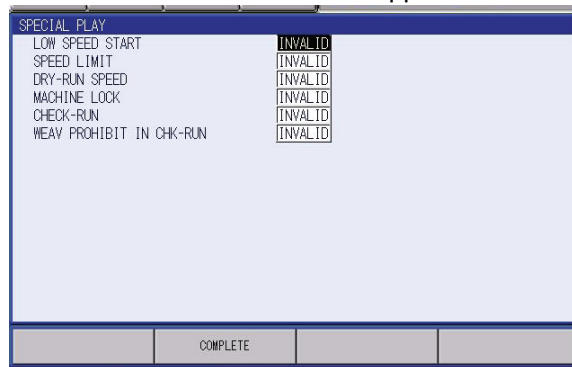 SPECIAL PLAY
LOW SPEED START INVALID
SPEED LIMIT INVALID
DRY-RUN SPEED INVALID
MACHINE LOCK INVALID
CHECK-RUN INVALID
WEAV PROHIBIT IN CHK-RUN INVALID
COMPLETE